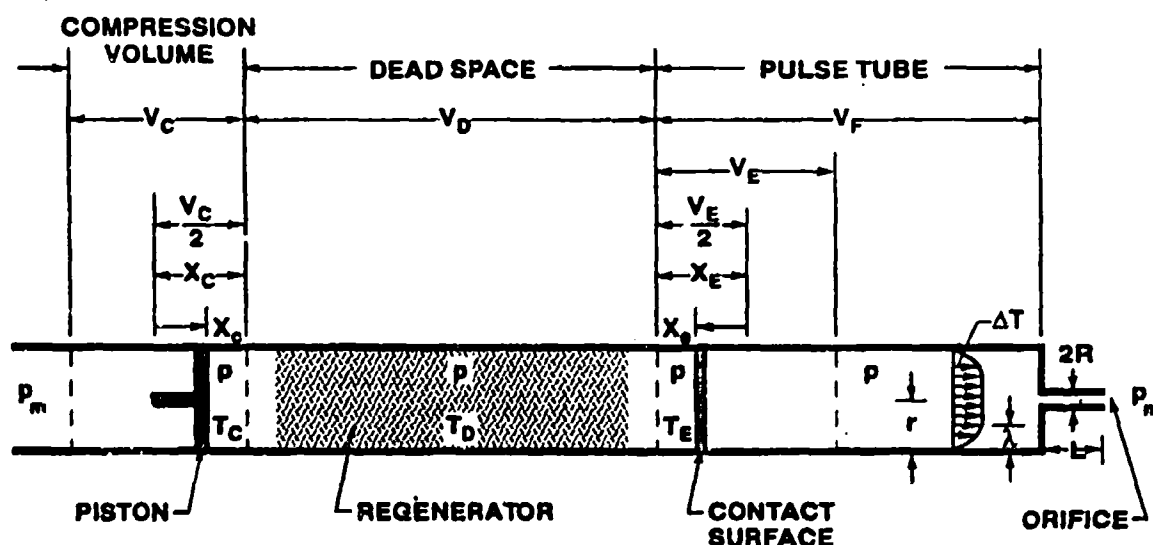 COMPRESSION
VOLUME
DEAD SPACE
PULSE TUBE
V_C
V_D
V_F
V_E
V_C
2
V_E
2
X_C
X_E
X_c
X_e
ΔT
2R
p_m
p
T_C
p
T_D
p
T_E
p
r
λ
L
PISTON
REGENERATOR
CONTACT
SURFACE
ORIFICE